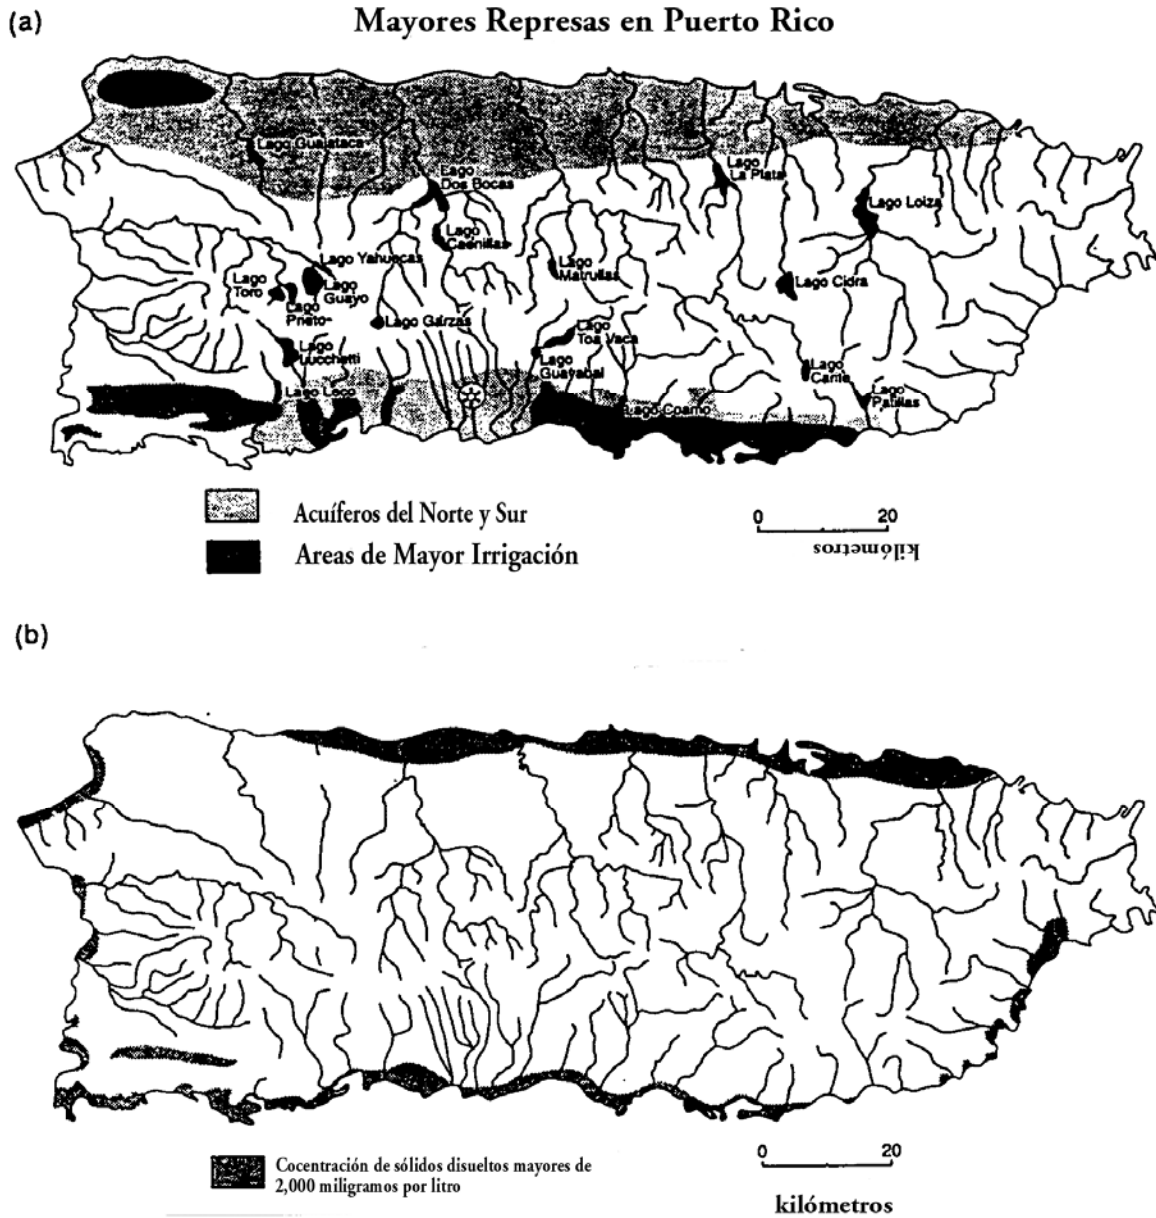 (a)
Mayores Represas en Puerto Rico
Lago Guajataca
Lago
Dos Bocas
Lago
La Plata
Lago Loiza
Lago
Caonillas
Lago Yahuecas
Lago
Matrullas
Lago
Toro
Lago
Guayo
Lago Cidra
Lago
Prieto
Lago Garzas
Lago
Toa Vaca
Lago
Lucchetti
Lago
Guayabal
Lago
Carite
Lago Loco
Lago
Patillas
Lago Coamo
Acuíferos del Norte y Sur
Areas de Mayor Irrigación
0 20
kilómetros
(b)
Cocentración de sólidos disueltos mayores de
2,000 miligramos por litro
0 20
kilómetros